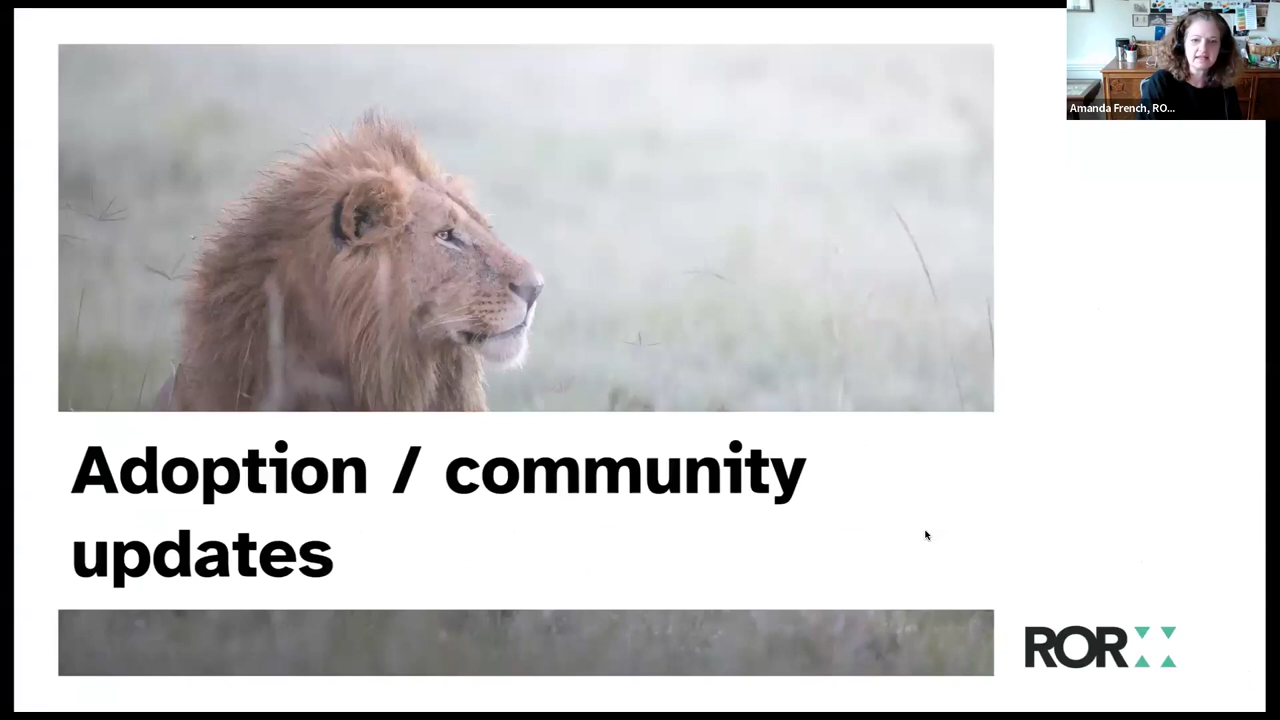 Amanda French, RO...
Adoption / community
updates
ROR